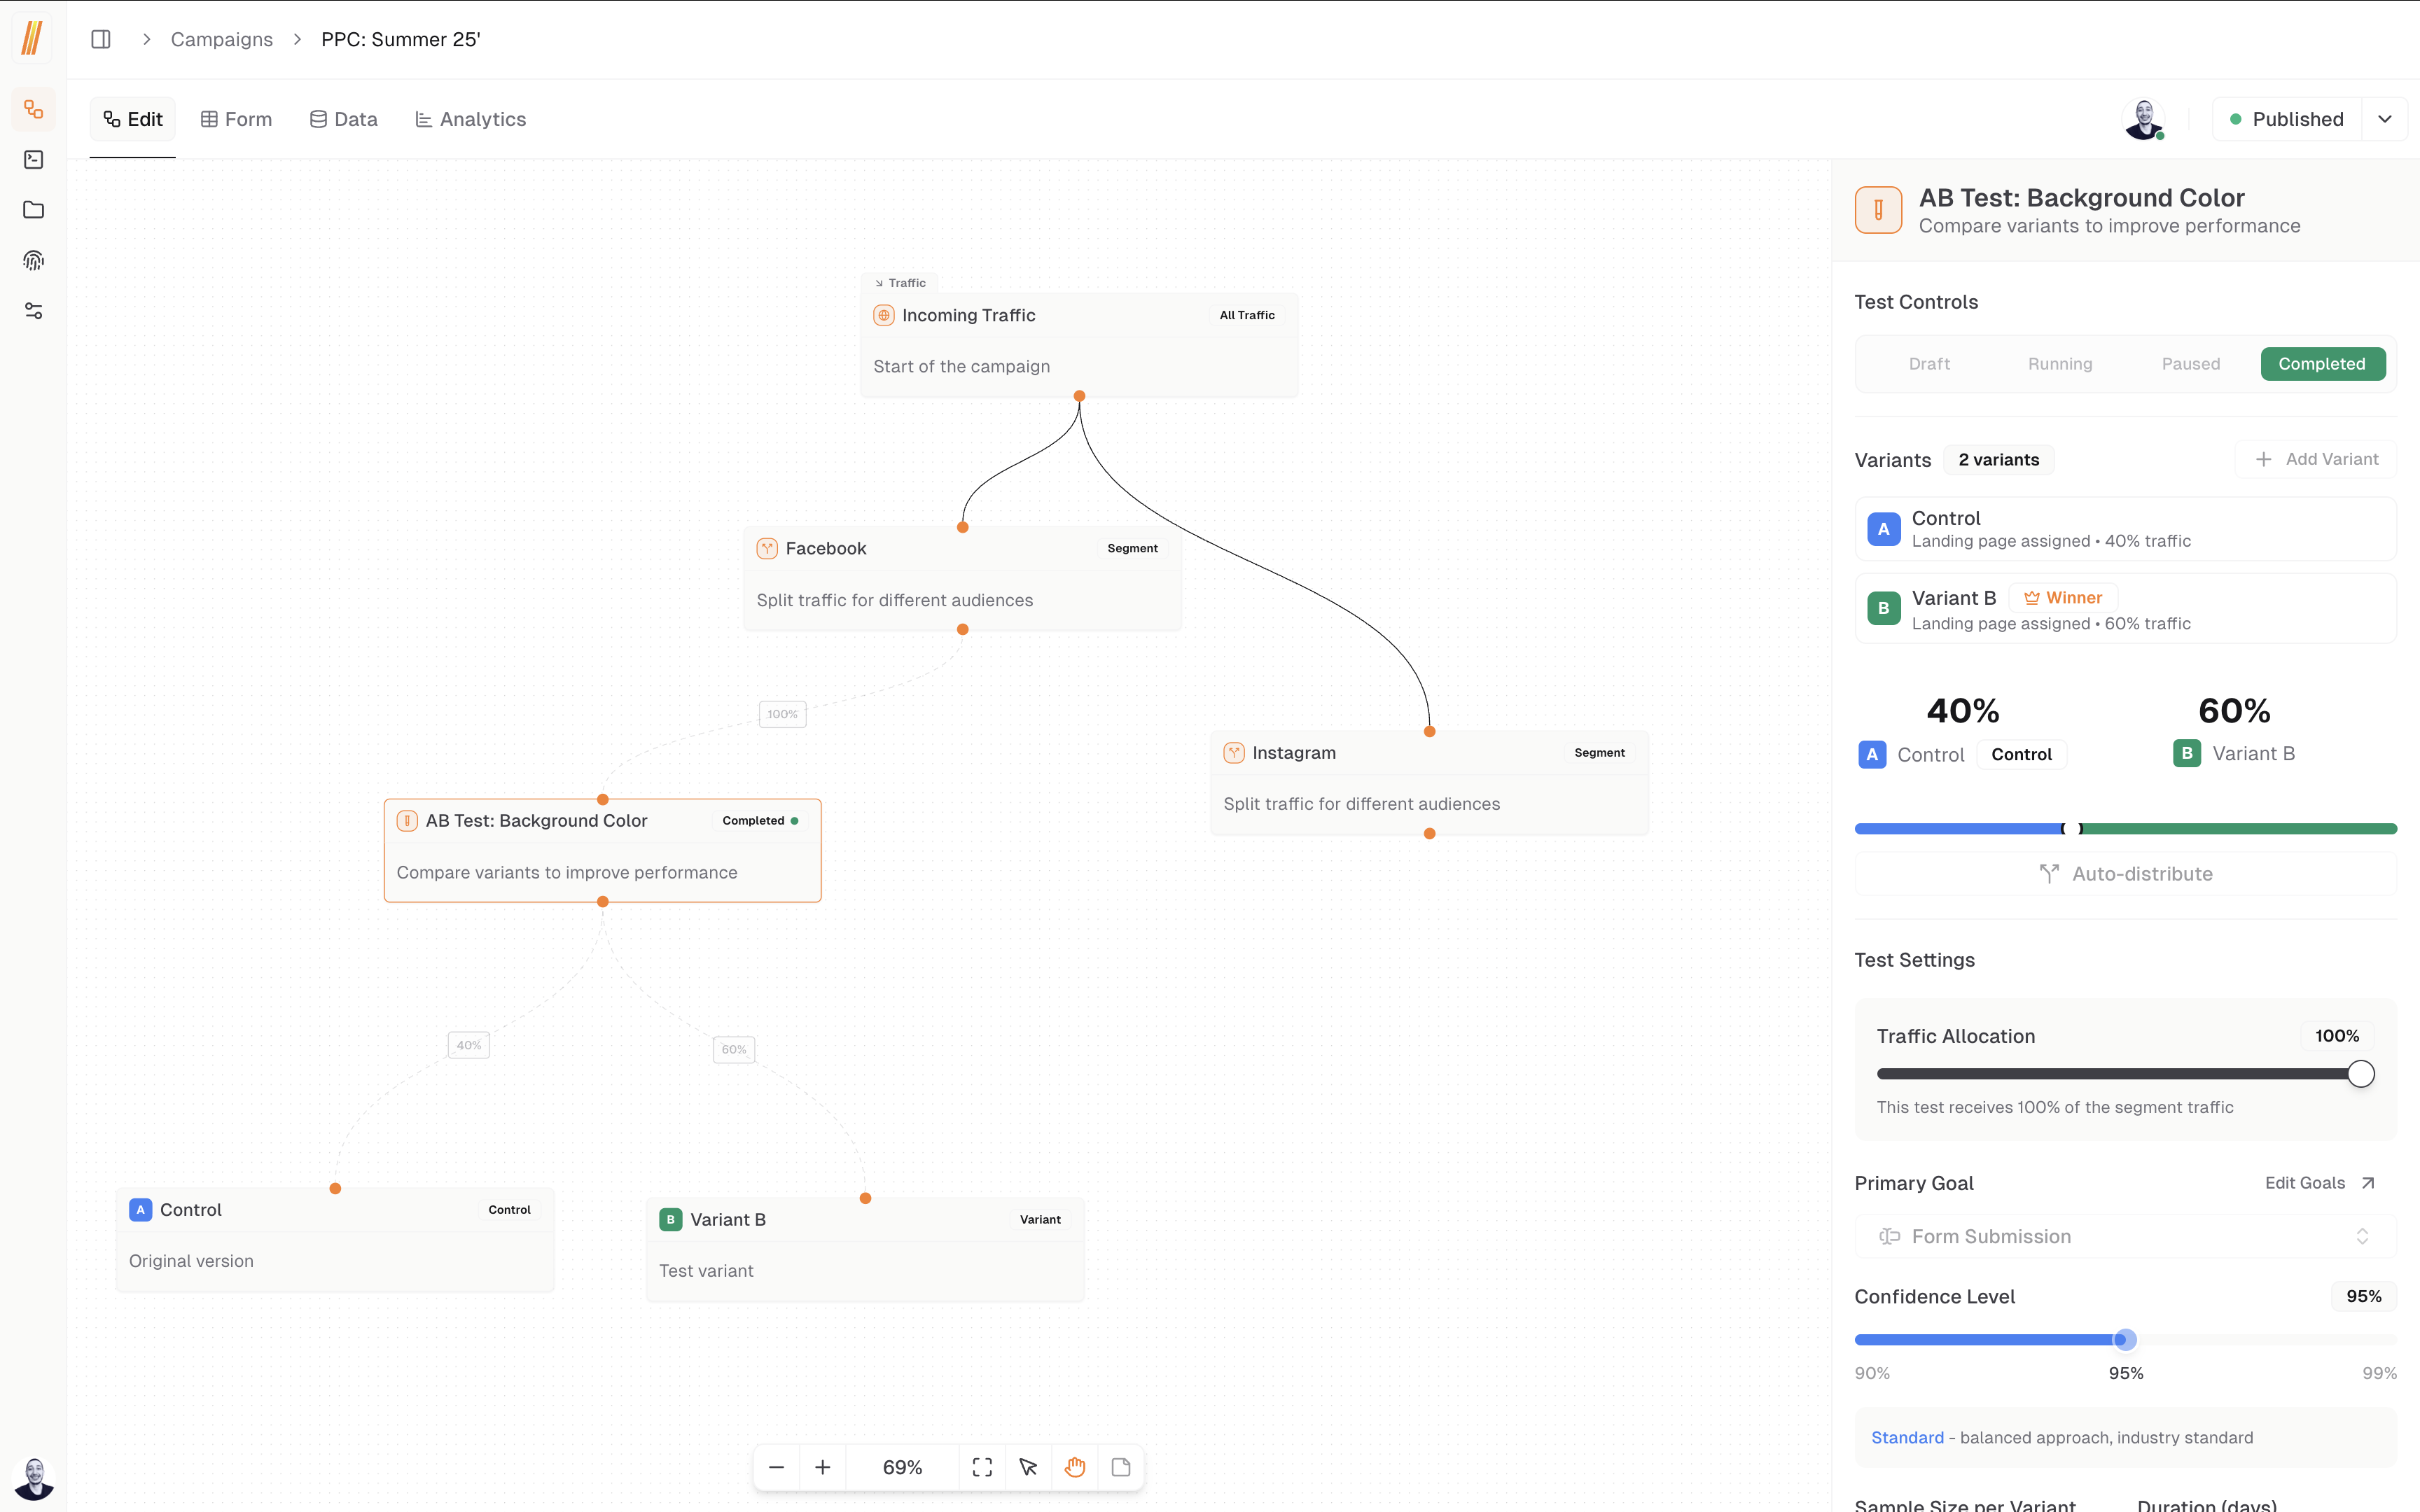 Campaigns
PPC: Summer 25'
Edit
Form
Data
Analytics
Published
Traffic
Incoming Traffic
All Traffic
Start of the campaign
Facebook
Segment
Split traffic for different audiences
100%
Instagram
Segment
Split traffic for different audiences
AB Test: Background Color
Completed
Compare variants to improve performance
40%
60%
A
Control
Control
Original version
B
Variant B
Variant
Test variant
69%
AB Test: Background Color
Compare variants to improve performance
Test Controls
Draft
Running
Paused
Completed
Variants
2 variants
Add Variant
A
Control
Landing page assigned • 40% traffic
B
Variant B
Winner
Landing page assigned • 60% traffic
40%
60%
A
Control
Control
B
Variant B
Auto-distribute
Test Settings
Traffic Allocation
100%
This test receives 100% of the segment traffic
Primary Goal
Edit Goals
Form Submission
Confidence Level
95%
90%
95%
99%
Standard - balanced approach, industry standard
Sample Size per Variant
Duration (days)